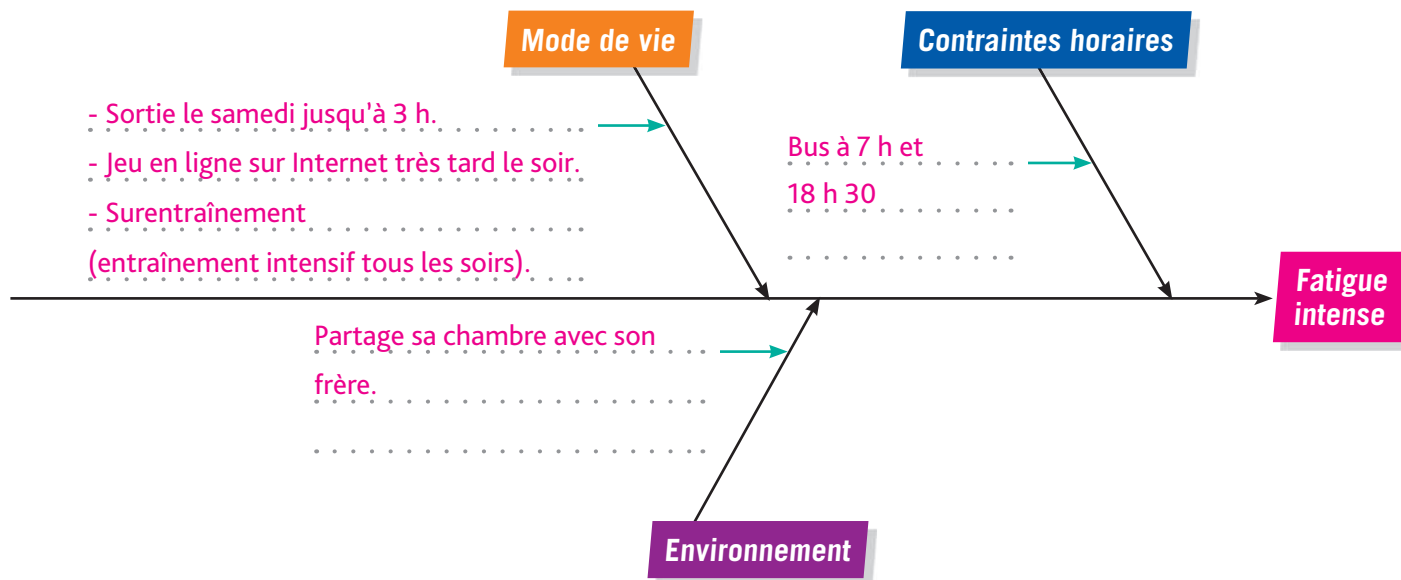 Mode de vie
Contraintes horaires
- Sortie le samedi jusqu'à 3 h.
- Jeu en ligne sur Internet très tard le soir.
- Surentraînement
(entraînement intensif tous les soirs).
Bus à 7 h et
18 h 30
Fatigue
intense
Partage sa chambre avec son
frère.
Environnement